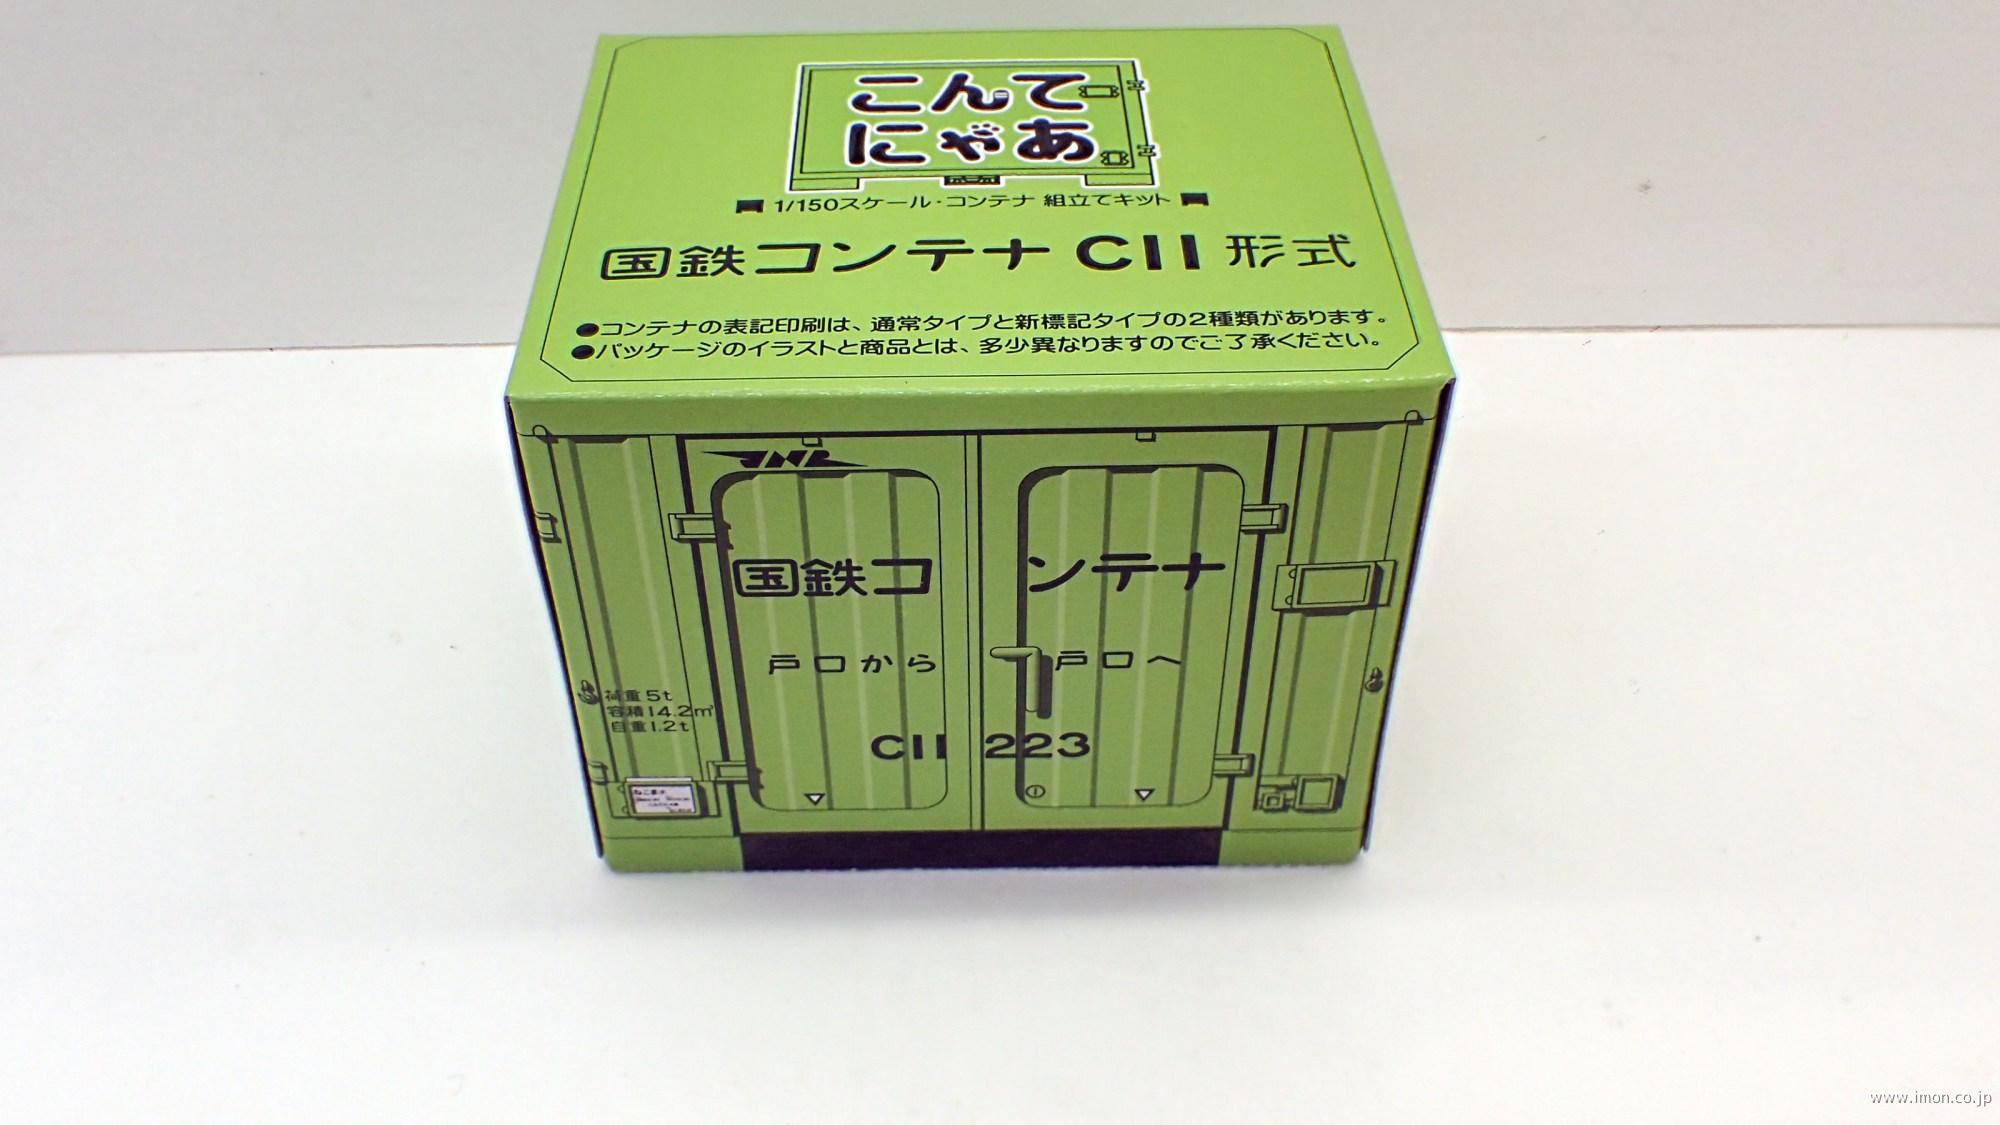 こんて
にゃあ
1/150スケール・コンテナ 組立てキット
国鉄コンテナ C11 形式
●コンテナの表記印刷は、通常タイプと新標記タイプの2種類があります。
●パッケージのイラストと商品とは、多少異なりますのでご了承ください。
JNR
国鉄コンテナ
戸口から 戸口へ
荷重5t
容積14.2m³
自重1.2t
C11 223
www.imon.co.jp